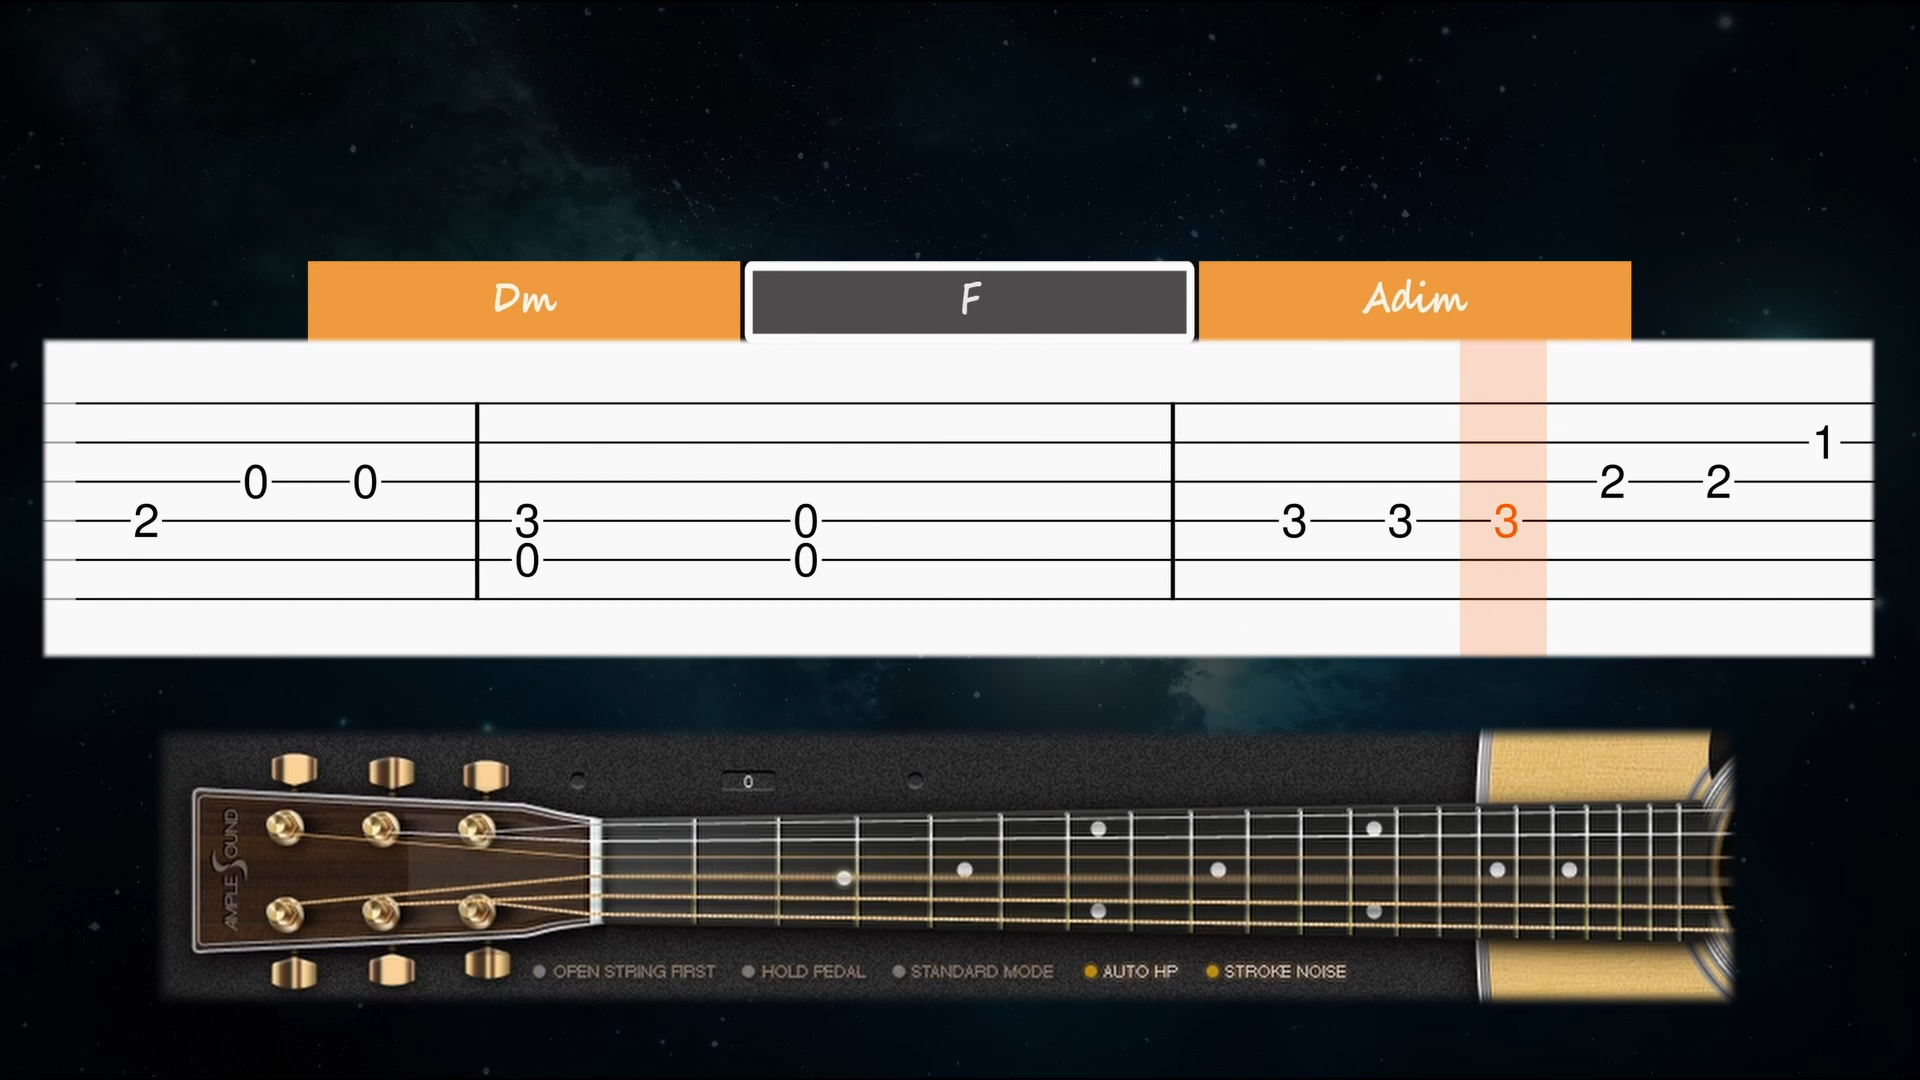 Dm F Adim
1
0 0 2 2
2 3 0 3 3 3
0 0
0
AMPLE SOUND
OPEN STRING FIRST HOLD PEDAL STANDARD MODE AUTO HP STROKE NOISE